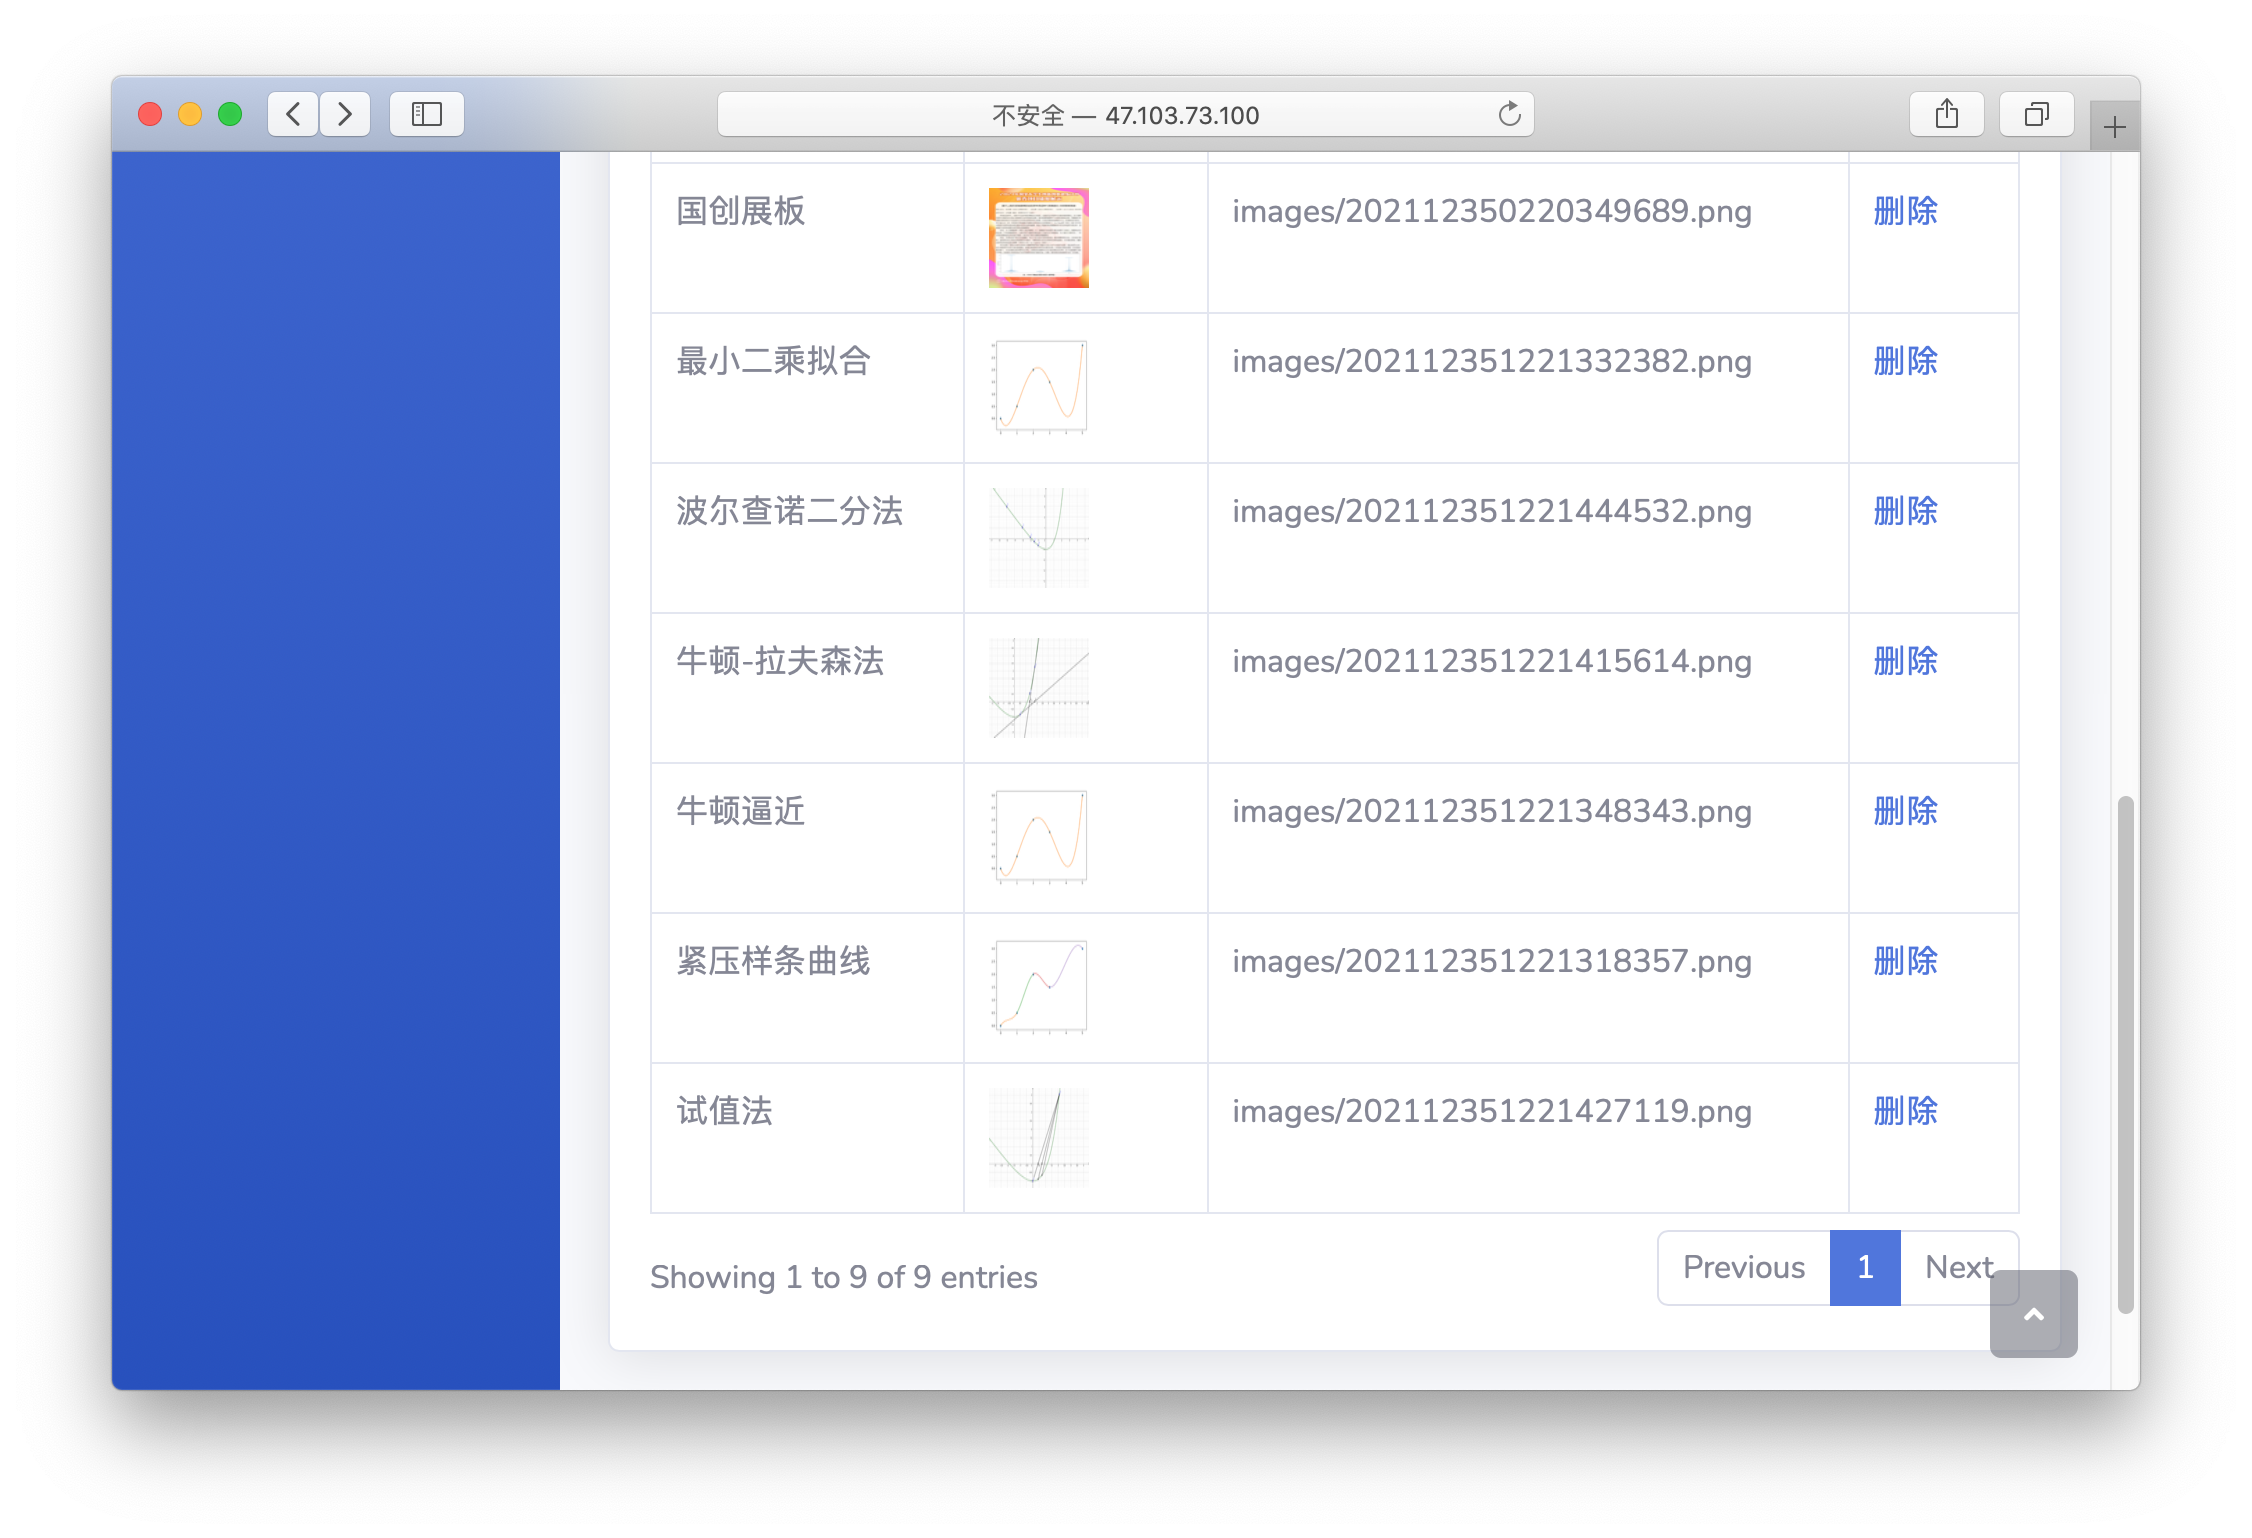 不安全 — 47.103.73.100
国创展板 images/202112350220349689.png 删除
最小二乘拟合 images/202112351221332382.png 删除
波尔查诺二分法 images/202112351221444532.png 删除
牛顿-拉夫森法 images/202112351221415614.png 删除
牛顿逼近 images/202112351221348343.png 删除
紧压样条曲线 images/202112351221318357.png 删除
试值法 images/202112351221427119.png 删除
Showing 1 to 9 of 9 entries
Previous 1 Next